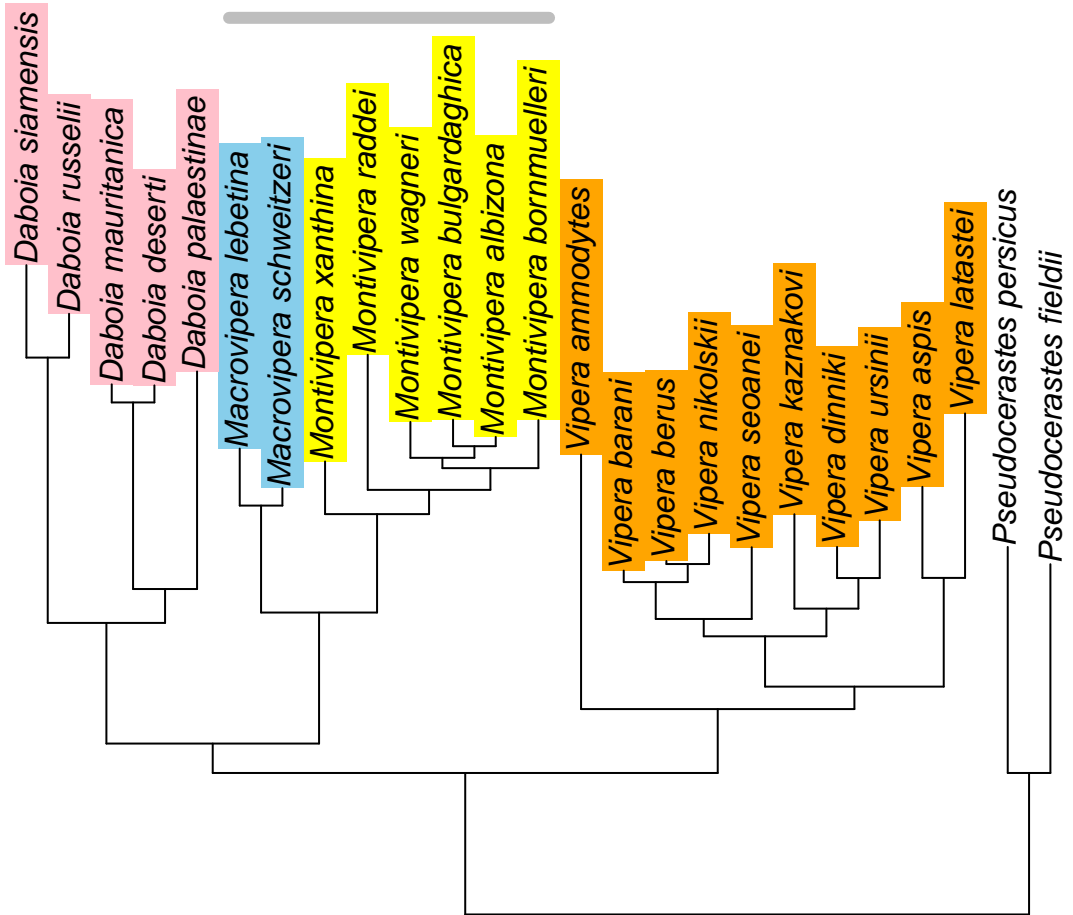 Daboia siamensis
Daboia russelii
Daboia mauritanica
Daboia deserti
Daboia palaestinae
Macrovipera lebetina
Macrovipera schweitzeri
Montivipera xanthina
Montivipera raddei
Montivipera wagneri
Montivipera bulgardaghica
Montivipera albizona
Montivipera bornmuelleri
Vipera ammodytes
Vipera barani
Vipera berus
Vipera nikolskii
Vipera seoanei
Vipera kaznakovi
Vipera dinniki
Vipera ursinii
Vipera aspis
Vipera latastei
Pseudocerastes persicus
Pseudocerastes fieldii